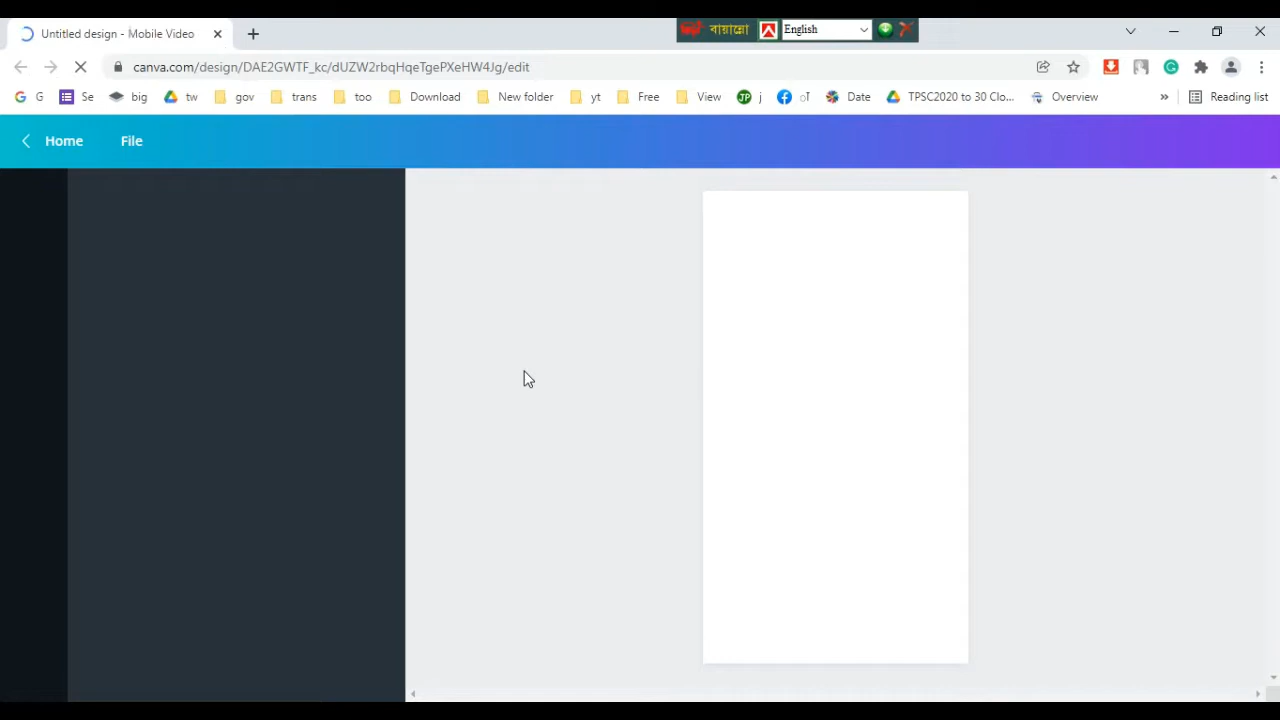 Untitled design - Mobile Video
বায়ান্নো
English
canva.com/design/DAE2GWTF_kc/dUZW2rbqHqeTgePXeHW4Jg/edit
G Se big tw gov trans too Download New folder yt Free View j Date TPSC2020 to 30 Clo... Overview » Reading list
Home File